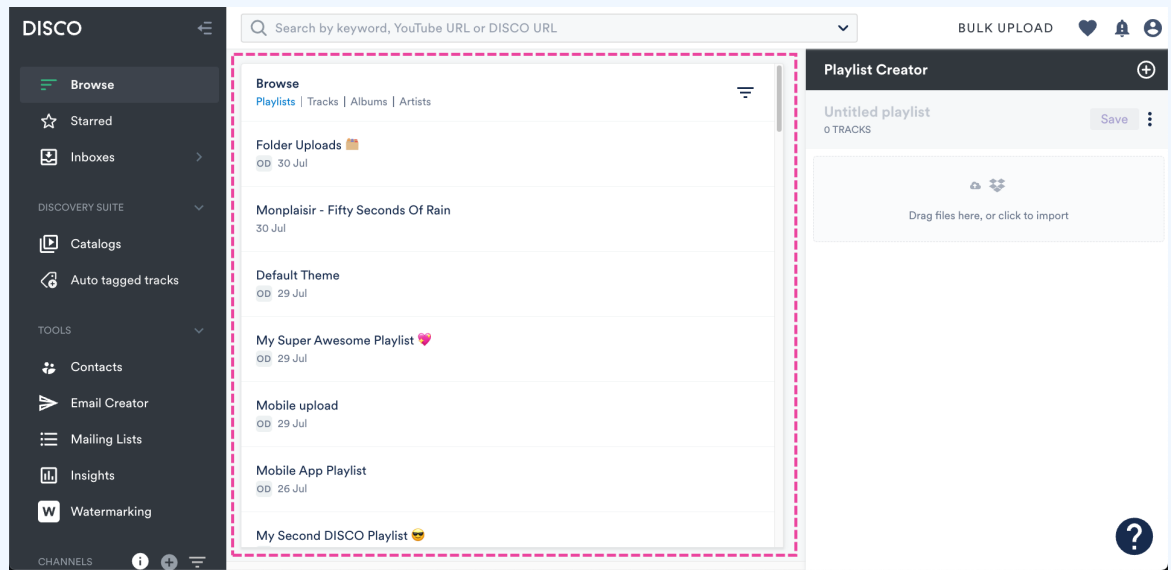 DISCO
Search by keyword, YouTube URL or DISCO URL
BULK UPLOAD
Browse
Starred
Inboxes
DISCOVERY SUITE
Catalogs
Auto tagged tracks
TOOLS
Contacts
Email Creator
Mailing Lists
Insights
W Watermarking
CHANNELS
Browse
Playlists | Tracks | Albums | Artists
Folder Uploads
OD 30 Jul
Monplaisir - Fifty Seconds Of Rain
30 Jul
Default Theme
OD 29 Jul
My Super Awesome Playlist 💖
OD 29 Jul
Mobile upload
OD 29 Jul
Mobile App Playlist
OD 26 Jul
My Second DISCO Playlist 😎
Playlist Creator
Untitled playlist
0 TRACKS
Save
Drag files here, or click to import
?